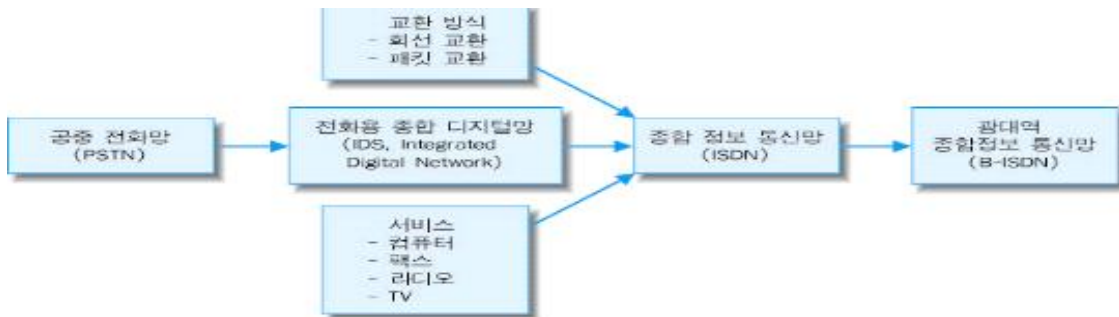 교환 방식
- 회선 교환
- 패킷 교환
공중 전화망
(PSTN)
전화용 종합 디지털망
(IDS, Integrated
Digital Network)
종합 정보 통신망
(ISDN)
광대역
종합정보 통신망
(B-ISDN)
서비스
- 컴퓨터
- 팩스
- 라디오
- TV